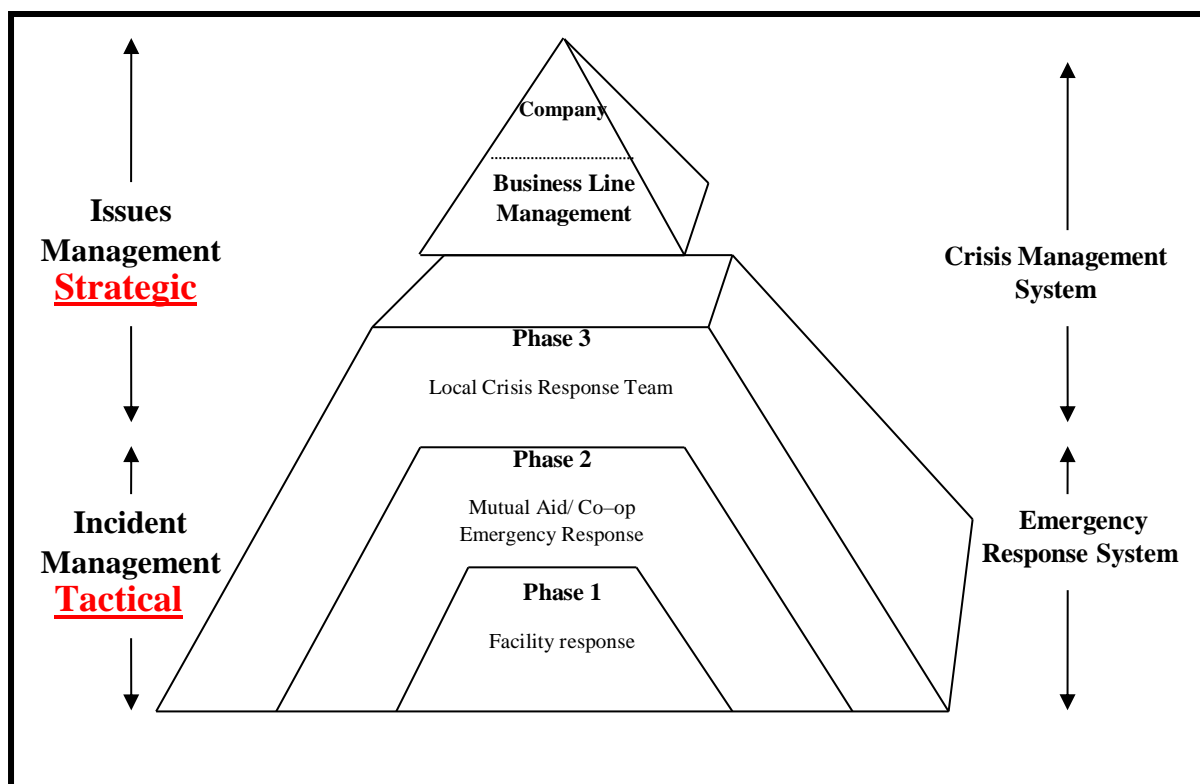 Company
Business Line
Management
Issues
Management
Strategic
Crisis Management
System
Phase 3
Local Crisis Response Team
Phase 2
Mutual Aid/ Co–op
Emergency Response
Incident
Management
Tactical
Emergency
Response System
Phase 1
Facility response